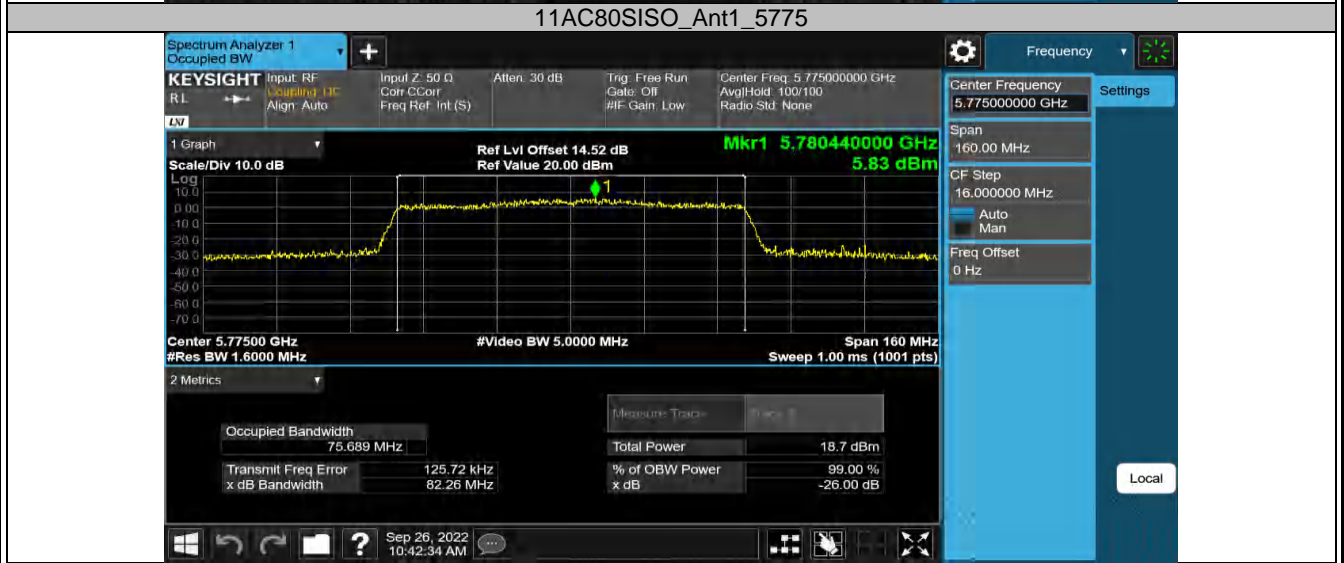 11AC80SISO_Ant1_5775
Spectrum Analyzer 1
Occupied BW
Frequency
KEYSIGHT
RL
LXI
Input: RF
Coupling: DC
Align: Auto
Input Z: 50 Ω
Corr CCorr
Freq Ref: Int (S)
Atten: 30 dB
Trig: Free Run
Gate: Off
#IF Gain: Low
Center Freq: 5.775000000 GHz
Avg|Hold: 100/100
Radio Std: None
Center Frequency
5.775000000 GHz
Settings
Span
160.00 MHz
CF Step
16.000000 MHz
Auto
Man
Freq Offset
0 Hz
Local
1 Graph
Scale/Div 10.0 dB
Ref Lvl Offset 14.52 dB
Ref Value 20.00 dBm
Mkr1 5.780440000 GHz
5.83 dBm
Log
10.0
0.00
-10.0
-20.0
-30.0
-40.0
-50.0
-60.0
-70.0
1
Center 5.77500 GHz
#Video BW 5.0000 MHz
Span 160 MHz
#Res BW 1.6000 MHz
Sweep 1.00 ms (1001 pts)
2 Metrics
Measure Trace
Trace 1
Occupied Bandwidth
75.689 MHz
Total Power 18.7 dBm
Transmit Freq Error 125.72 kHz
% of OBW Power 99.00 %
x dB Bandwidth 82.26 MHz
x dB -26.00 dB
?
Sep 26, 2022
10:42:34 AM